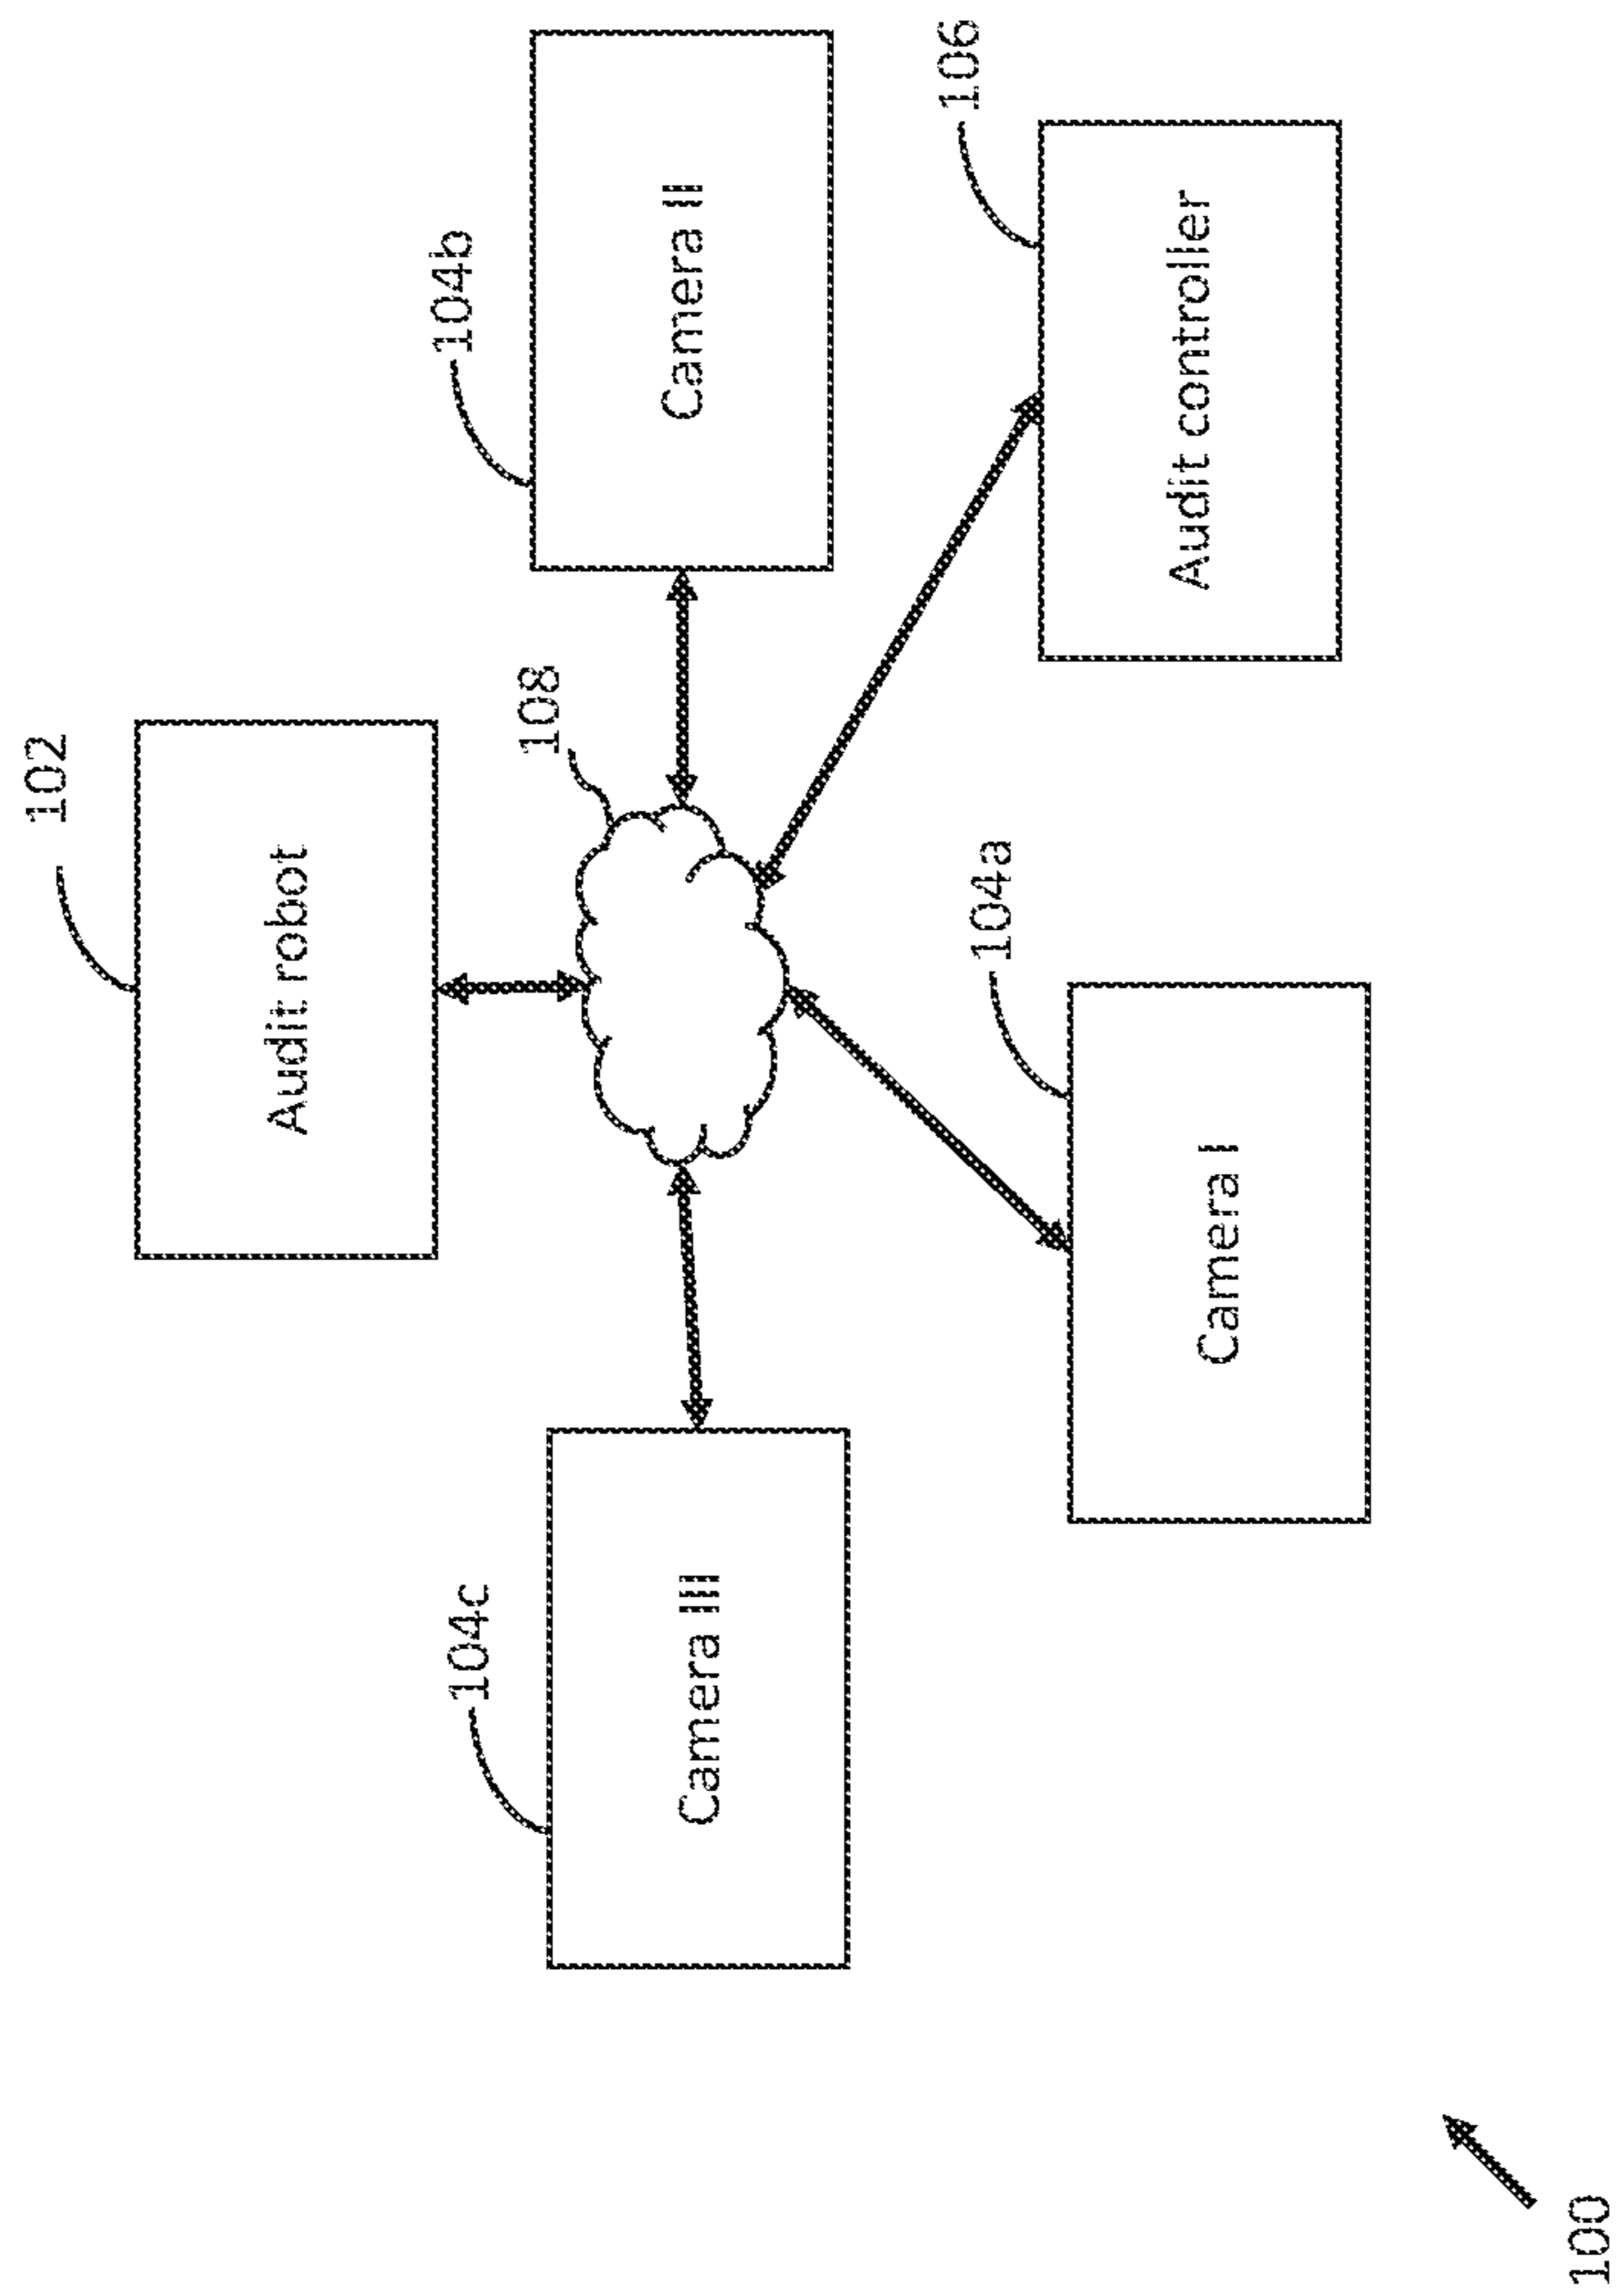 102
Audit robot
108
104c
Camera III
104b
Camera II
104a
Camera I
106
Audit controller
100